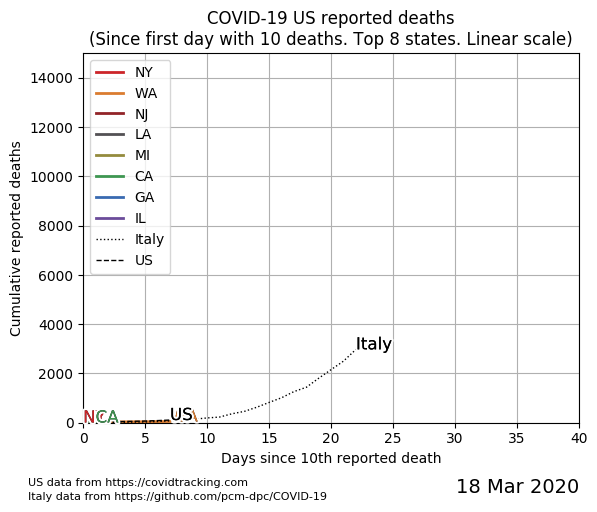 COVID-19 US reported deaths
(Since first day with 10 deaths. Top 8 states. Linear scale)
Cumulative reported deaths
14000
12000
10000
8000
6000
4000
2000
0
NY
WA
NJ
LA
MI
CA
GA
IL
Italy
US
Italy
CA
US
0 5 10 15 20 25 30 35 40
Days since 10th reported death
US data from https://covidtracking.com
Italy data from https://github.com/pcm-dpc/COVID-19
18 Mar 2020